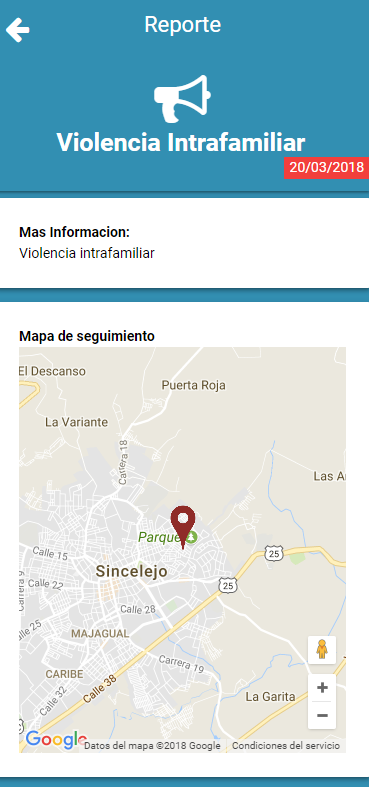 Reporte
Violencia Intrafamiliar
20/03/2018
Mas Informacion:
Violencia intrafamiliar
Mapa de seguimiento
El Descanso
Puerta Roja
La Variante
Carrera 18
Las
Parque
Calle 15
25
Sincelejo
Calle 22
25
Calle 28
MAJAGUAL
Carrera 19
CARIBE
Calle 38
Calle 32
La Garita
+
−
Google
Datos del mapa ©2018 Google
Condiciones del servicio